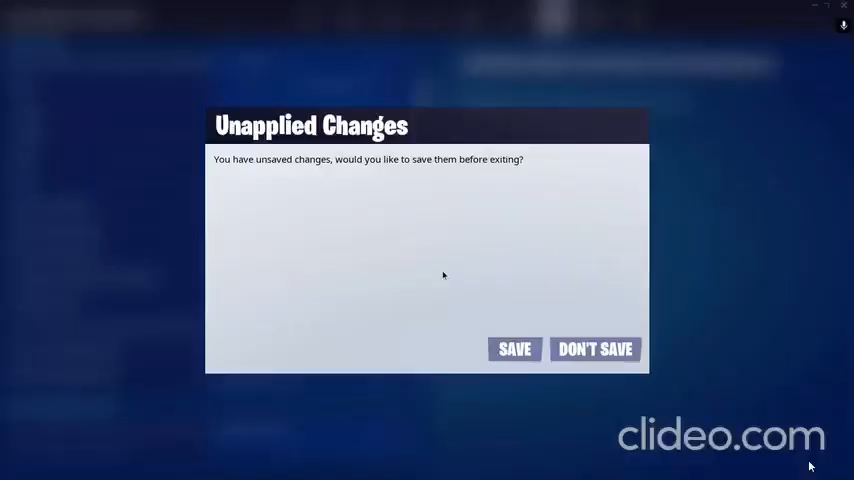 Unapplied Changes
You have unsaved changes, would you like to save them before exiting?
SAVE DON'T SAVE
clideo.com